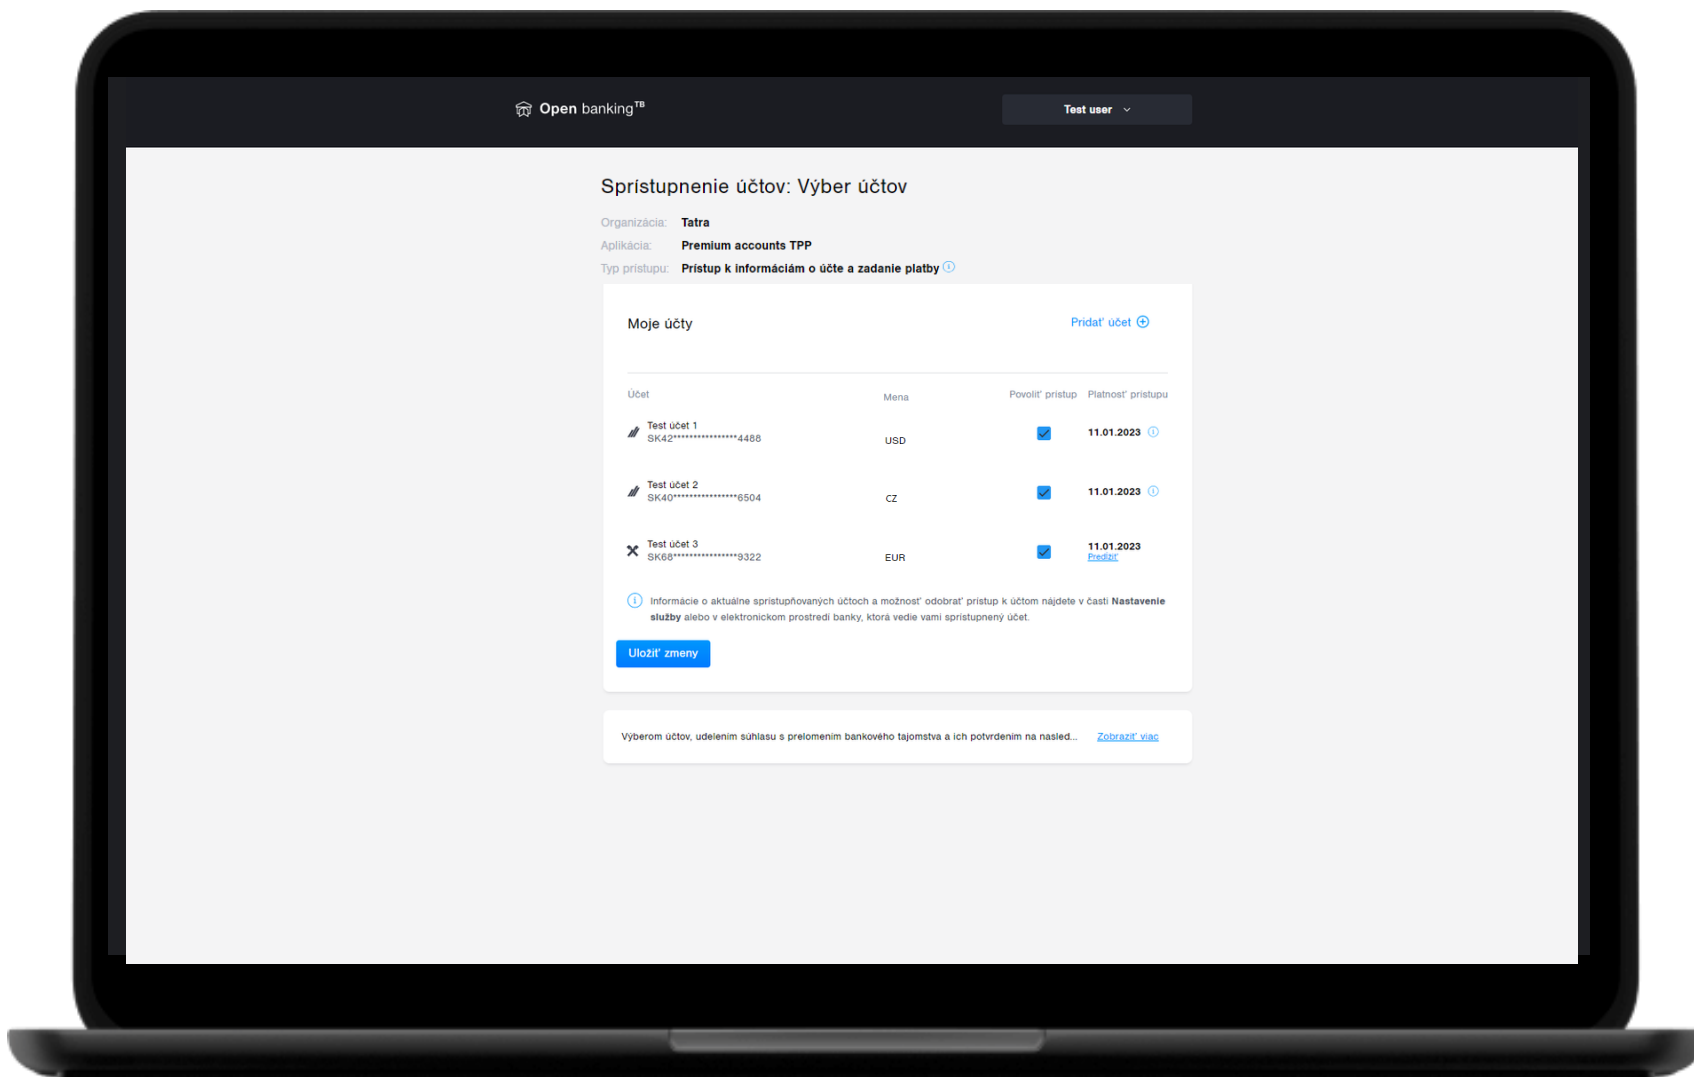 Open banking TB
Test user
Sprístupnenie účtov: Výber účtov
Organizácia: Tatra
Aplikácia: Premium accounts TPP
Typ prístupu: Prístup k informáciám o účte a zadanie platby
Moje účty
Pridať účet
Účet Mena Povoliť prístup Platnosť prístupu
Test účet 1
SK42****************4488 USD 11.01.2023
Test účet 2
SK40****************6504 CZ 11.01.2023
Test účet 3
SK68****************9322 EUR 11.01.2023
Predĺžiť
Informácie o aktuálne sprístupňovaných účtoch a možnosť odobrať prístup k účtom nájdete v časti Nastavenie
služby alebo v elektronickom prostredí banky, ktorá vedie vami sprístupnený účet.
Uložiť zmeny
Výberom účtov, udelením súhlasu s prelomením bankového tajomstva a ich potvrdením na nasled... Zobraziť viac